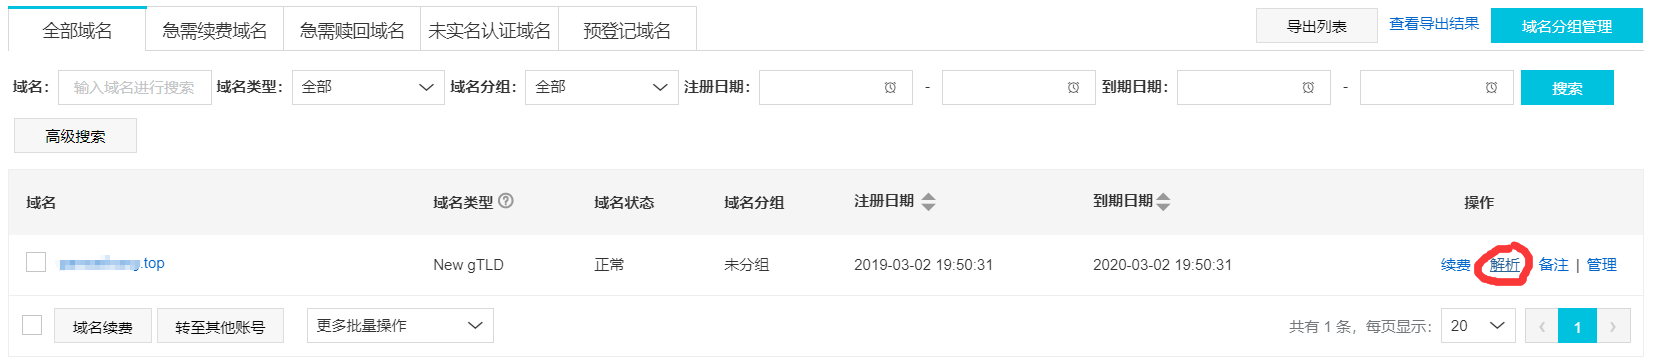 全部域名 急需续费域名 急需赎回域名 未实名认证域名 预登记域名 导出列表 查看导出结果 域名分组管理
域名: 输入域名进行搜索 域名类型: 全部 域名分组: 全部 注册日期: - 到期日期: - 搜索
高级搜索
域名 域名类型 ? 域名状态 域名分组 注册日期 到期日期 操作
.top New gTLD 正常 未分组 2019-03-02 19:50:31 2020-03-02 19:50:31 续费 解析 备注 | 管理
域名续费 转至其他账号 更多批量操作 共有 1 条，每页显示: 20 ‹ 1 ›